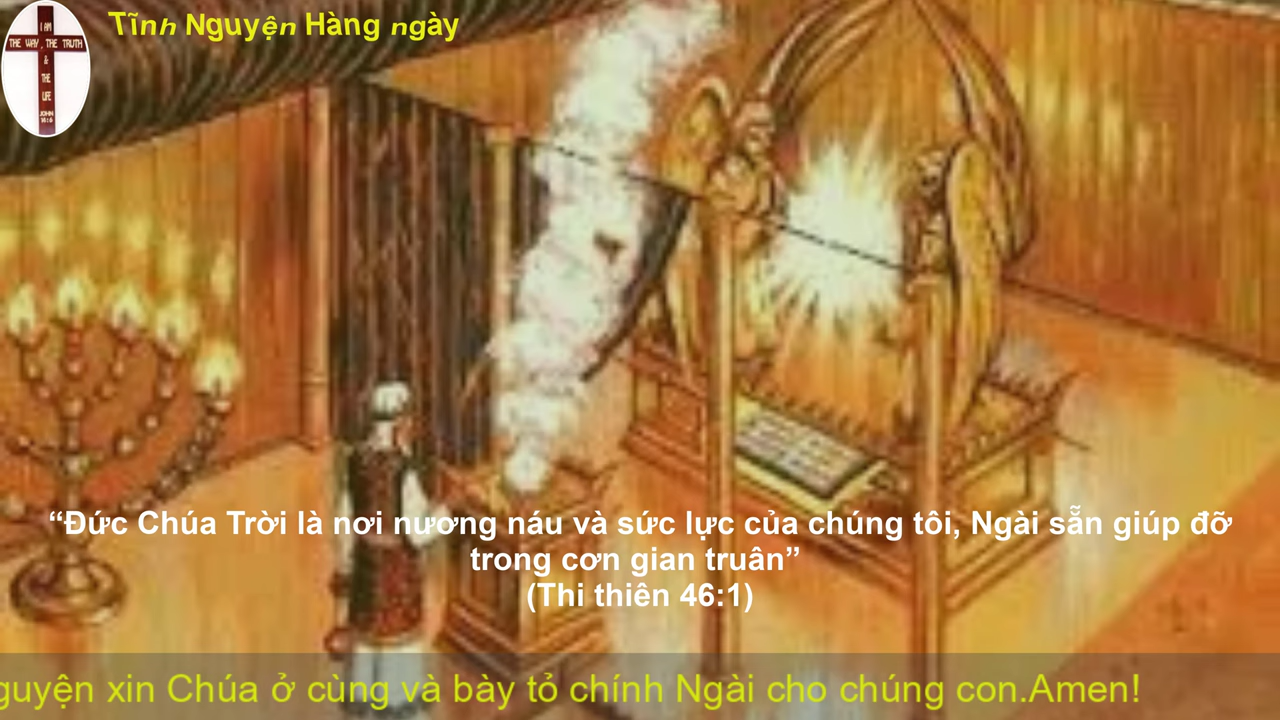 Tĩnh Nguyện Hàng ngày
I AM
THE WAY, THE TRUTH
&
THE
LIFE
JOHN
“Đức Chúa Trời là nơi nương náu và sức lực của chúng tôi, Ngài sẵn giúp đỡ
trong cơn gian truân”
(Thi thiên 46:1)
guyện xin Chúa ở cùng và bày tỏ chính Ngài cho chúng con.Amen!